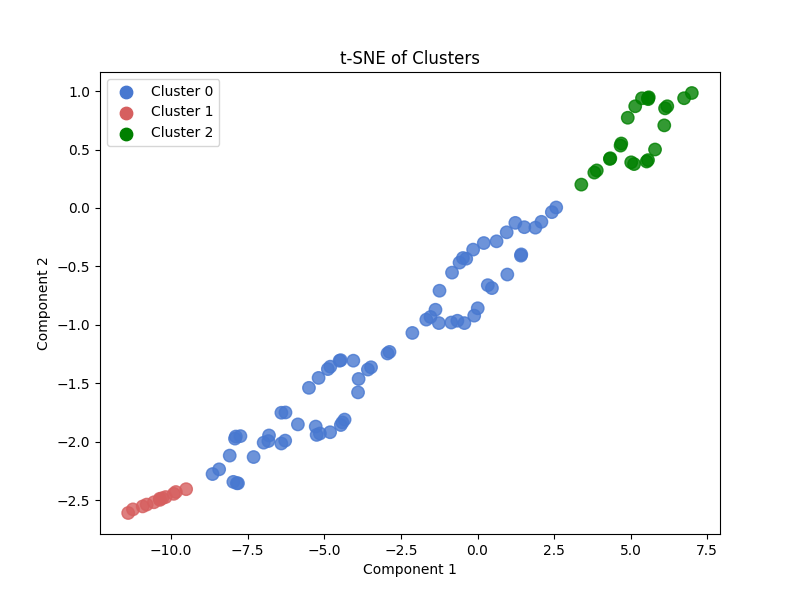 t-SNE of Clusters
Cluster 0
Cluster 1
Cluster 2
1.0
0.5
0.0
−0.5
−1.0
−1.5
−2.0
−2.5
Component 2
−10.0 −7.5 −5.0 −2.5 0.0 2.5 5.0 7.5
Component 1